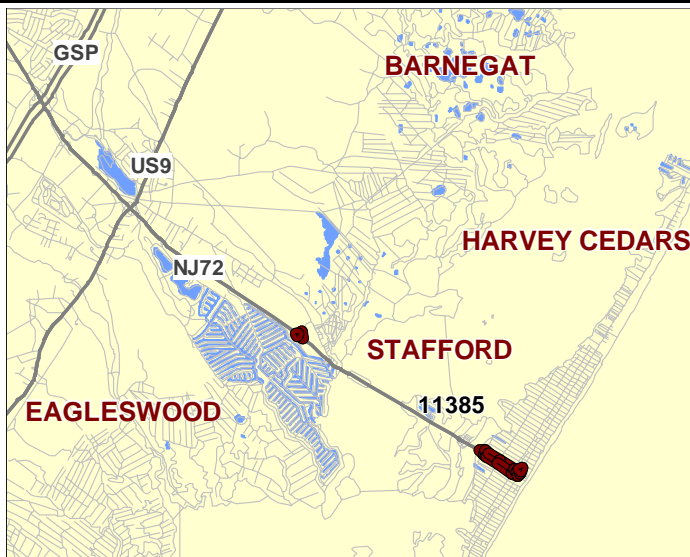 GSP
BARNEGAT
US9
HARVEY CEDARS
NJ72
STAFFORD
11385
EAGLESWOOD